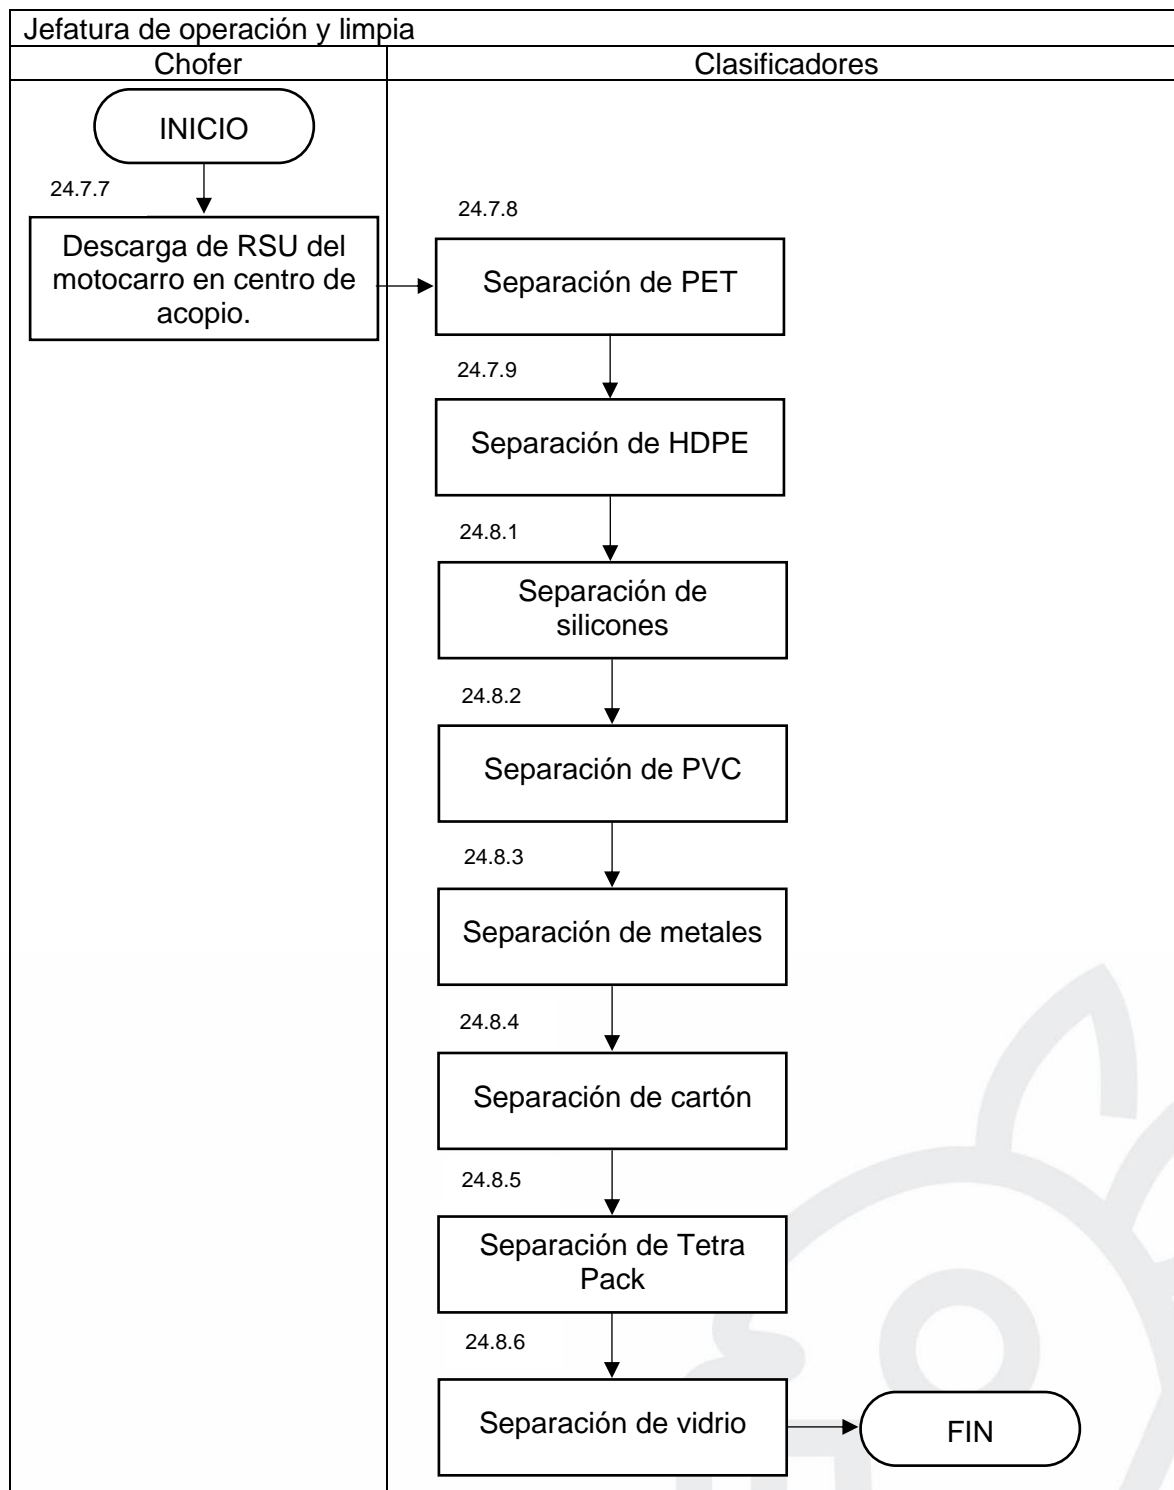 Jefatura de operación y limpia
Chofer
Clasificadores
INICIO
24.7.7
Descarga de RSU del
motocarro en centro de
acopio.
24.7.8
Separación de PET
24.7.9
Separación de HDPE
24.8.1
Separación de
silicones
24.8.2
Separación de PVC
24.8.3
Separación de metales
24.8.4
Separación de cartón
24.8.5
Separación de Tetra
Pack
24.8.6
Separación de vidrio
FIN